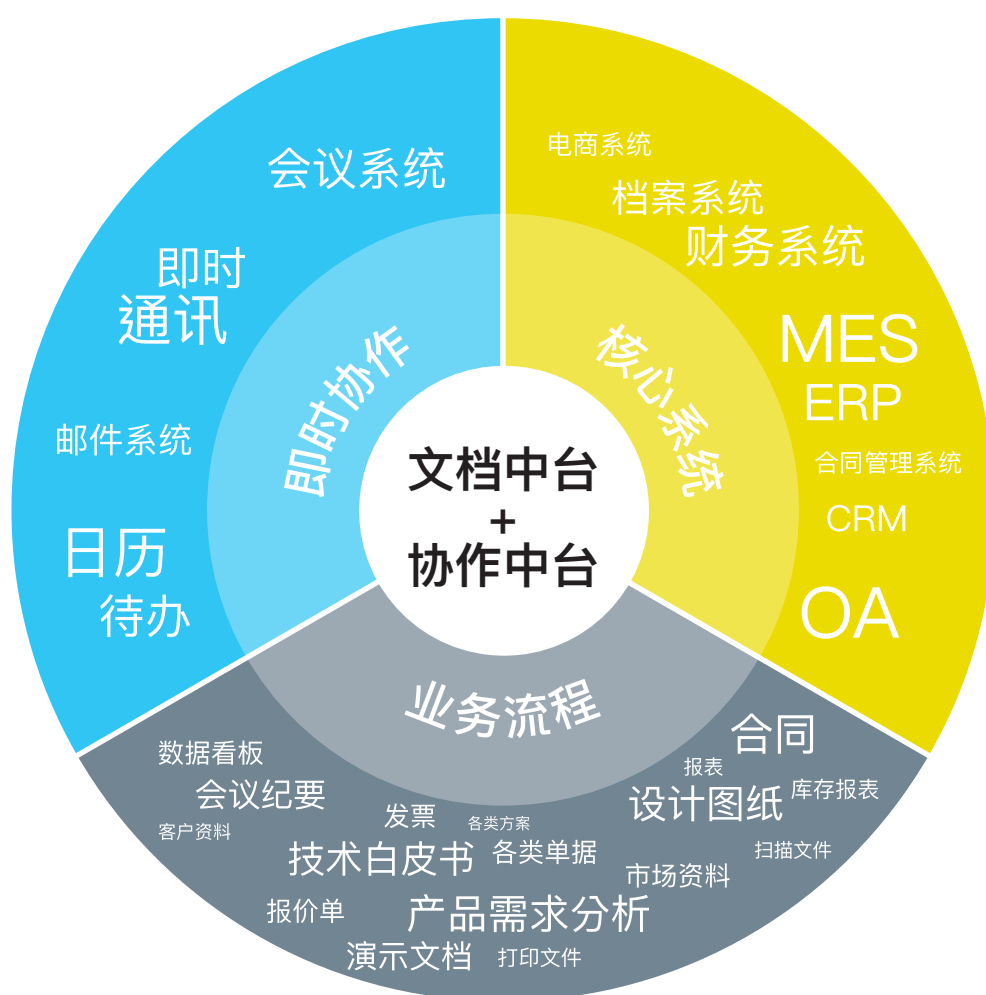 会议系统
即时
通讯
邮件系统
日历
待办
即时协作
电商系统
档案系统
财务系统
MES
ERP
合同管理系统
CRM
OA
核心系统
文档中台
+
协作中台
业务流程
数据看板
会议纪要
客户资料
发票
各类方案
技术白皮书
各类单据
报价单
产品需求分析
演示文档
打印文件
合同
报表
设计图纸
库存报表
扫描文件
市场资料